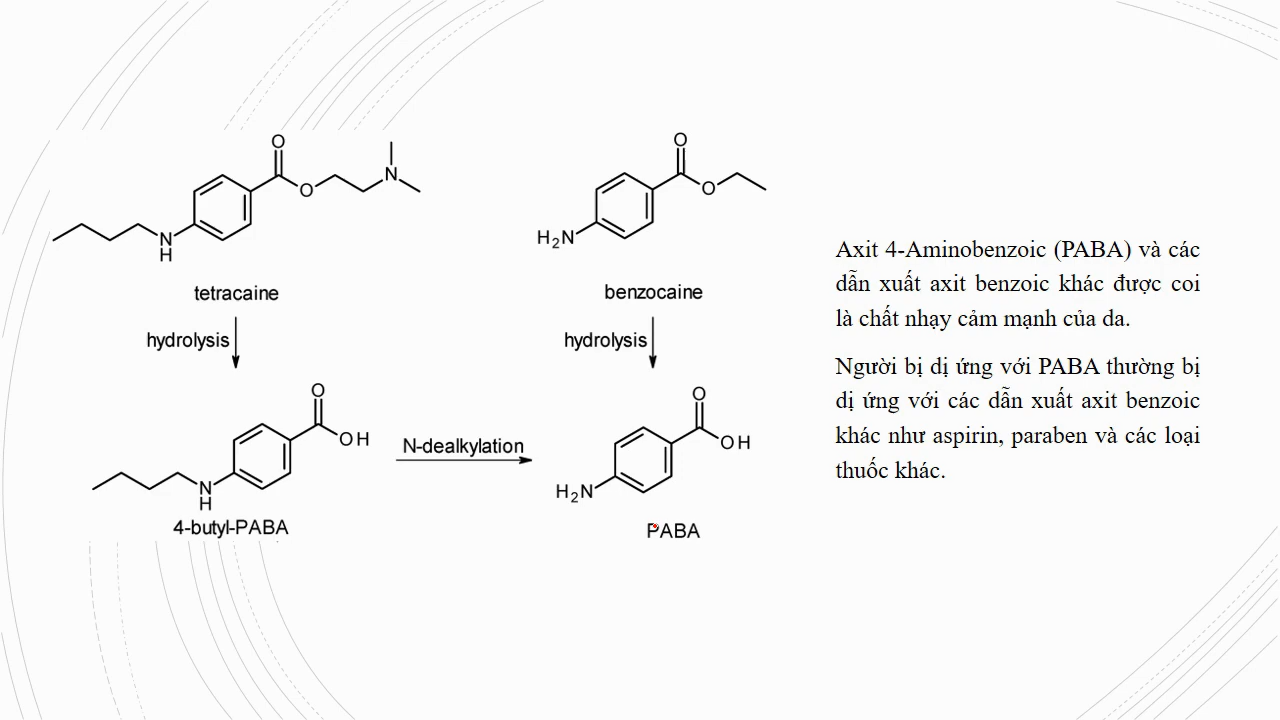 O
O
N
N
H
tetracaine
hydrolysis
O
OH
N
H
4-butyl-PABA
N-dealkylation
O
O
H₂N
benzocaine
hydrolysis
O
OH
H₂N
PABA
Axit 4-Aminobenzoic (PABA) và các
dẫn xuất axit benzoic khác được coi
là chất nhạy cảm mạnh của da.
Người bị dị ứng với PABA thường bị
dị ứng với các dẫn xuất axit benzoic
khác như aspirin, paraben và các loại
thuốc khác.